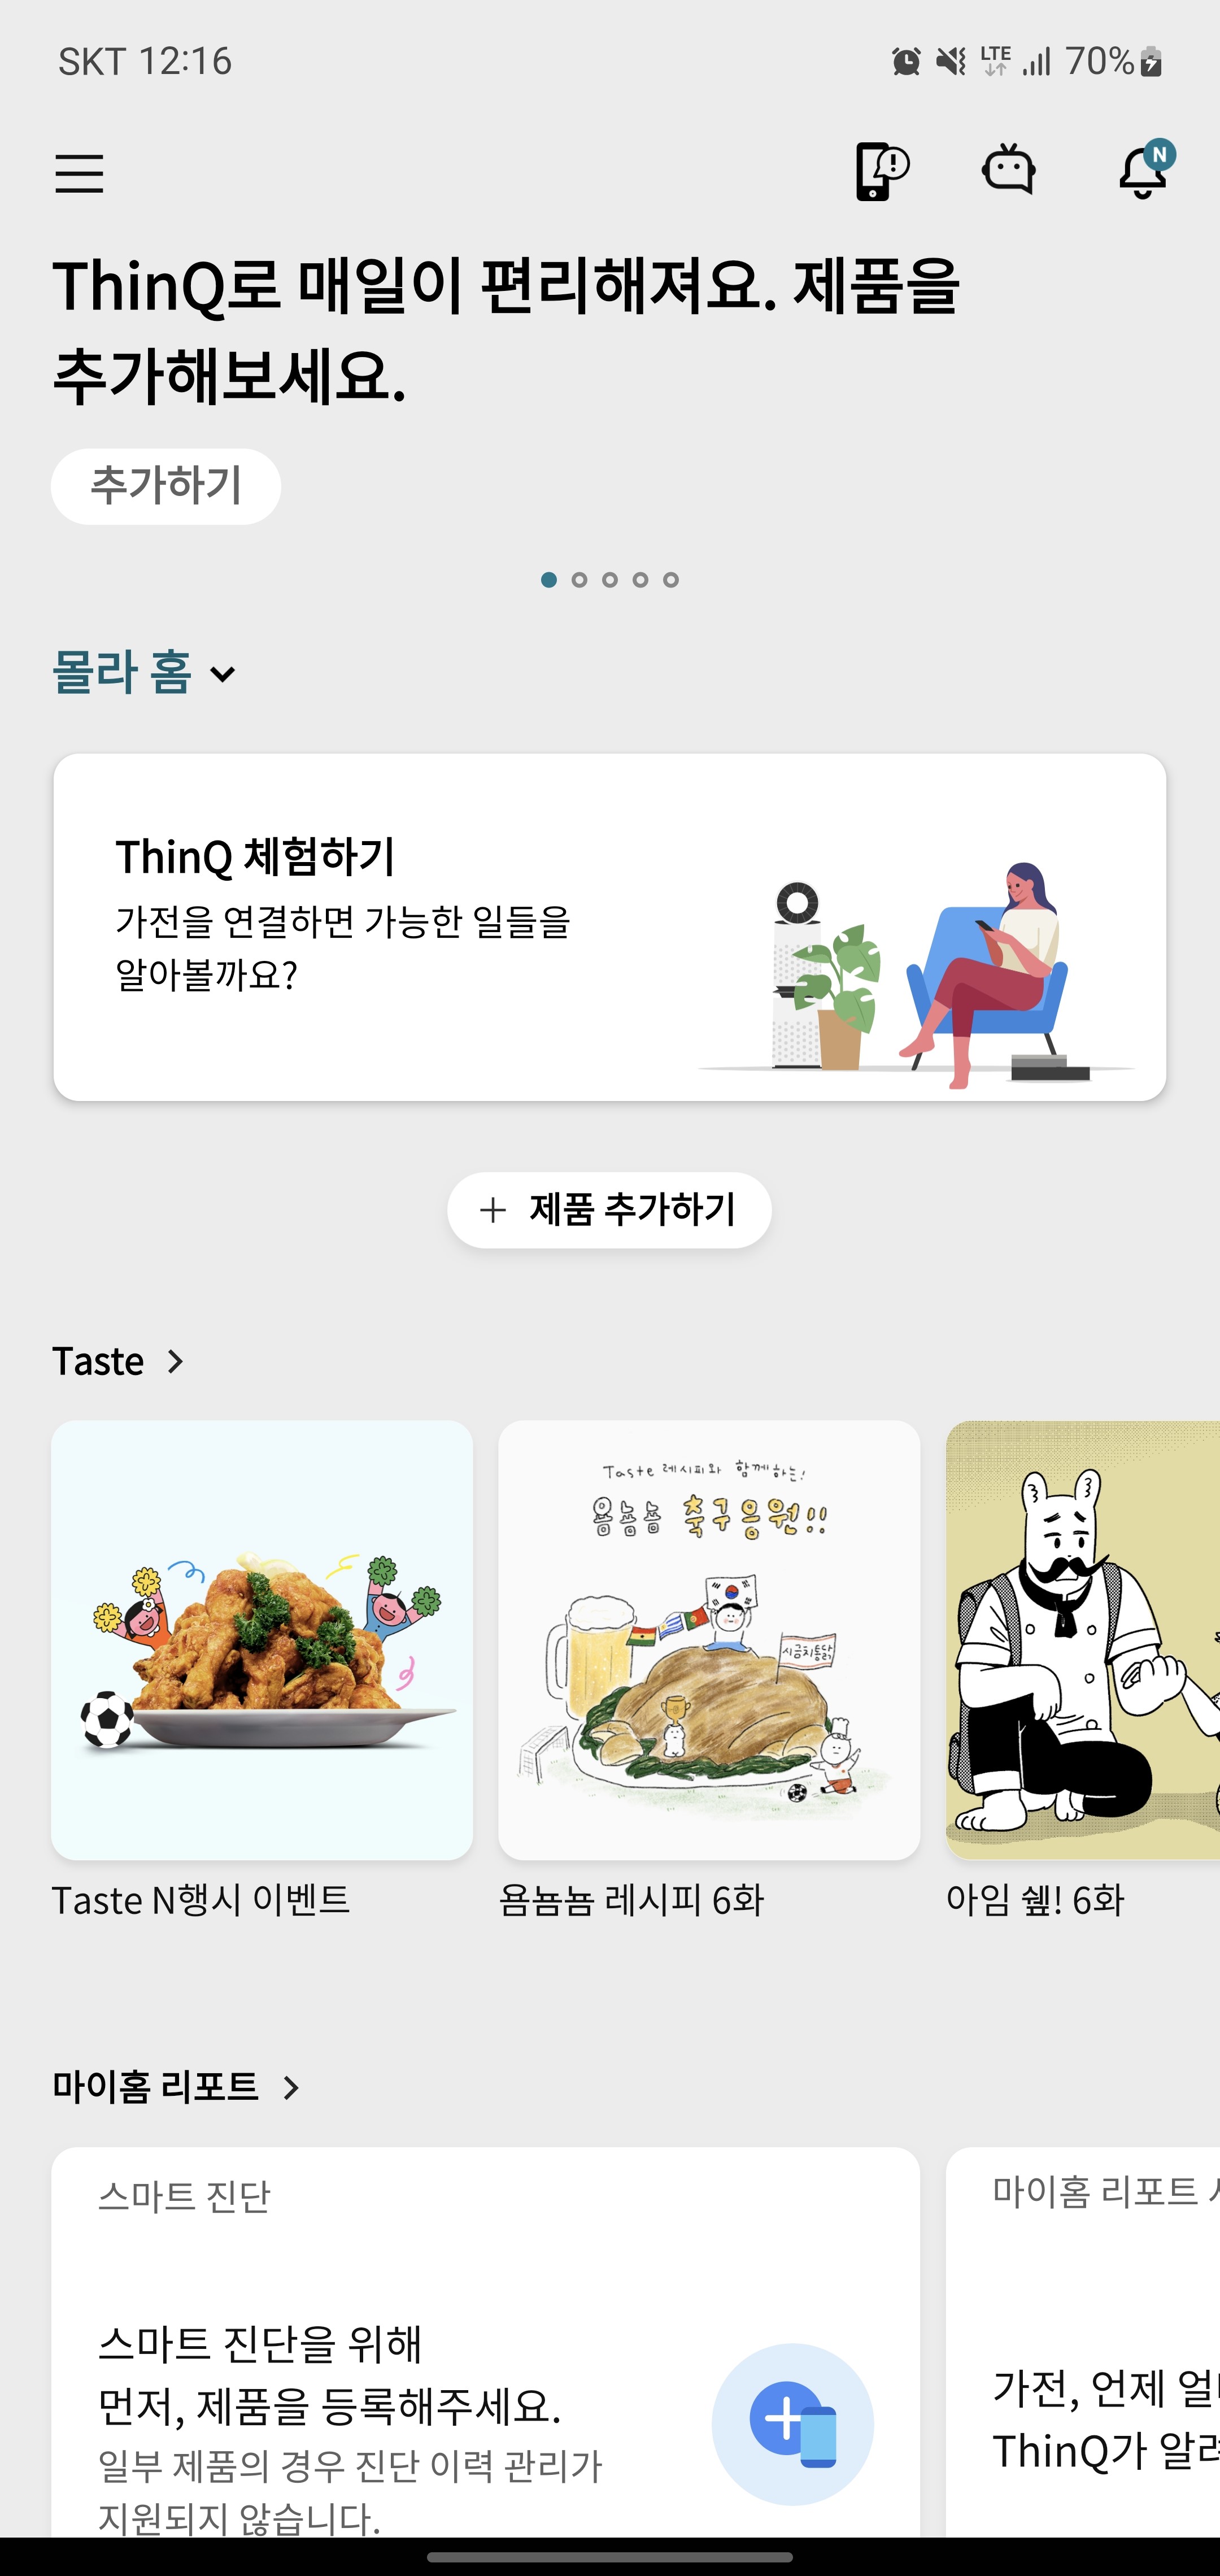 SKT 12:16
LTE
70%
N
ThinQ로 매일이 편리해져요. 제품을
추가해보세요.
추가하기
몰라 홈
ThinQ 체험하기
가전을 연결하면 가능한 일들을
알아볼까요?
+ 제품 추가하기
Taste
Taste 레시피와 함께하는!
욤뇸뇸 축구응원!!
시금치통닭
Taste N행시 이벤트
욤뇸뇸 레시피 6화
아임 쉪! 6화
마이홈 리포트
스마트 진단
스마트 진단을 위해
먼저, 제품을 등록해주세요.
일부 제품의 경우 진단 이력 관리가
지원되지 않습니다.
마이홈 리포트
가전, 언제
ThinQ가